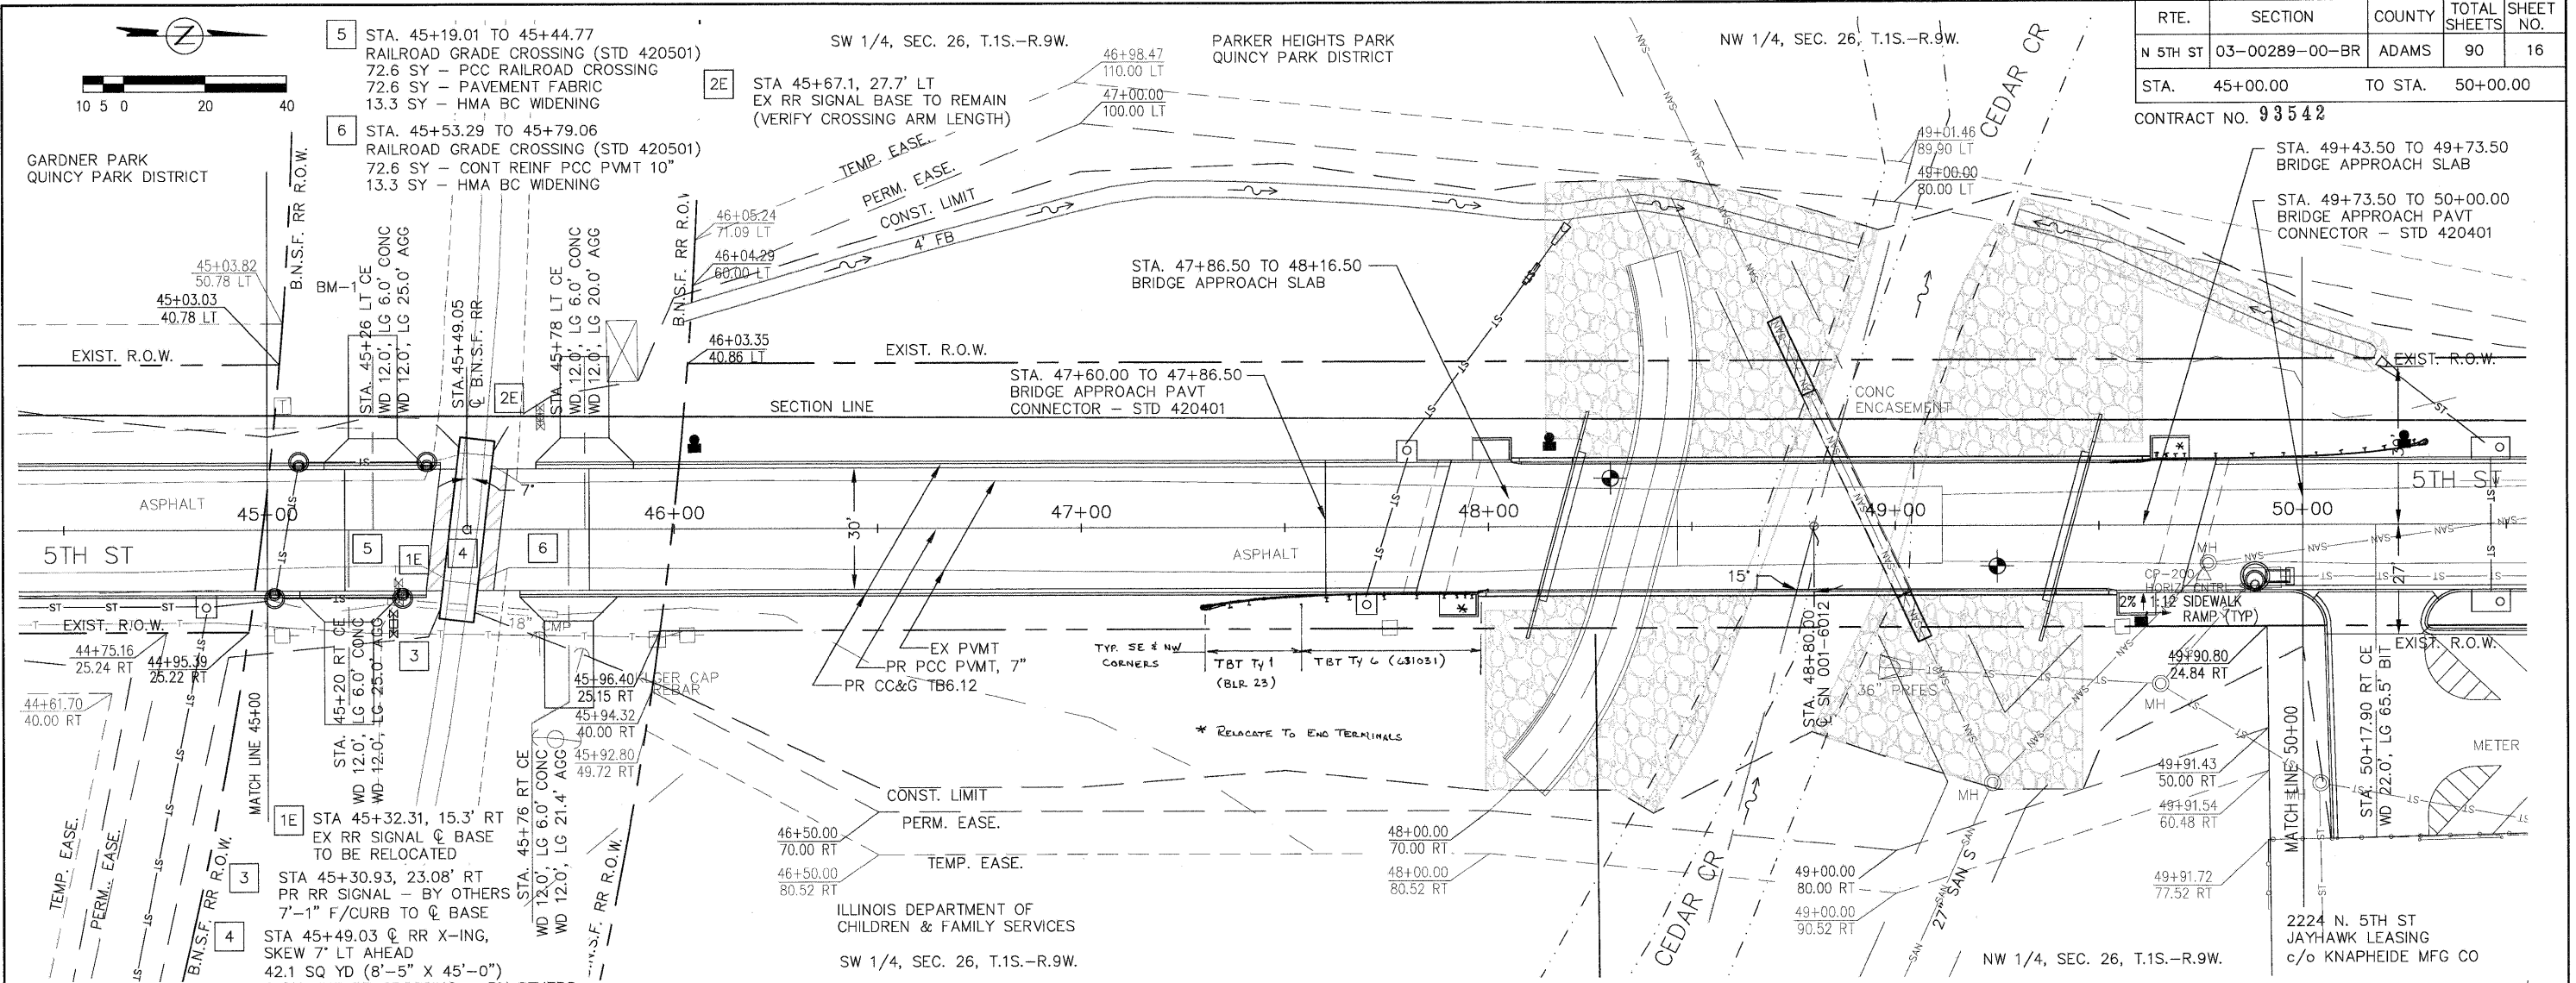 RTE.
SECTION
COUNTY
TOTAL SHEETS
SHEET NO.
N 5TH ST
03-00289-00-BR
ADAMS
90
16
STA. 45+00.00 TO STA. 50+00.00
CONTRACT NO. 93542
Z
10 5 0 20 40
GARDNER PARK
QUINCY PARK DISTRICT
5
STA. 45+19.01 TO 45+44.77
RAILROAD GRADE CROSSING (STD 420501)
72.6 SY – PCC RAILROAD CROSSING
72.6 SY – PAVEMENT FABRIC
13.3 SY – HMA BC WIDENING
6
STA. 45+53.29 TO 45+79.06
RAILROAD GRADE CROSSING (STD 420501)
72.6 SY – CONT REINF PCC PVMT 10"
13.3 SY – HMA BC WIDENING
2E
STA 45+67.1, 27.7' LT
EX RR SIGNAL BASE TO REMAIN
(VERIFY CROSSING ARM LENGTH)
SW 1/4, SEC. 26, T.1S.–R.9W.
PARKER HEIGHTS PARK
QUINCY PARK DISTRICT
NW 1/4, SEC. 26, T.1S.–R.9W.
CEDAR CR
46+98.47
110.00 LT
47+00.00
100.00 LT
49+01.46
89.90 LT
49+00.00
80.00 LT
STA. 49+43.50 TO 49+73.50
BRIDGE APPROACH SLAB
STA. 49+73.50 TO 50+00.00
BRIDGE APPROACH PAVT
CONNECTOR – STD 420401
TEMP. EASE.
PERM. EASE.
CONST. LIMIT
4' FB
46+05.24
71.09 LT
46+04.29
60.00 LT
46+03.35
40.86 LT
45+03.82
50.78 LT
45+03.03
40.78 LT
B.N.S.F. RR R.O.W.
BM-1
STA. 45+26 LT CE
WD 12.0', LG 6.0' CONC
WD 12.0', LG 25.0' AGG
STA.45+49.05
℄ B.N.S.F. RR
STA. 45+78 LT CE
WD 12.0', LG 6.0' CONC
WD 12.0', LG 20.0' AGG
B.N.S.F. RR R.O.W
STA. 47+86.50 TO 48+16.50
BRIDGE APPROACH SLAB
STA. 47+60.00 TO 47+86.50
BRIDGE APPROACH PAVT
CONNECTOR – STD 420401
EXIST. R.O.W.
EXIST. R.O.W.
EXIST. R.O.W.
SECTION LINE
CONC
ENCASEMENT
2E
7°
ASPHALT
45+00
46+00
47+00
48+00
49+00
50+00
5TH ST
5TH ST
30'
ASPHALT
5
1E
4
6
3
15°
EX PVMT
PR PCC PVMT, 7"
PR CC&G TB6.12
TYP. SE & NW
CORNERS
TBT Ty 1
(BLR 23)
TBT Ty 6 (631031)
* RELOCATE TO END TERMINALS
STA. 48+80.00
℄ SN 001-6012
36" PRFES
MH
CP-200
HORIZ CNTRL
2% 1:12 SIDEWALK
RAMP (TYP)
27'
EXIST. R.O.W.
EXIST. R.O.W.
18" CMP
44+75.16
25.24 RT
44+95.39
25.22 RT
44+61.70
40.00 RT
45+96.40
25.15 RT
45+94.32
40.00 RT
45+92.80
49.72 RT
REBAR
STA. 45+20 RT CE
WD 12.0', LG 6.0' CONC
WD 12.0', LG 25.0' AGG
STA. 45+76 RT CE
WD 12.0', LG 6.0' CONC
WD 12.0', LG 21.4' AGG
MATCH LINE 45+00
TEMP. EASE.
PERM. EASE.
B.N.S.F. RR R.O.W.
1E
STA 45+32.31, 15.3' RT
EX RR SIGNAL ℄ BASE
TO BE RELOCATED
3
STA 45+30.93, 23.08' RT
PR RR SIGNAL – BY OTHERS
7'–1" F/CURB TO ℄ BASE
4
STA 45+49.03 ℄ RR X-ING,
SKEW 7° LT AHEAD
42.1 SQ YD (8'–5" X 45'–0")
CONST. LIMIT
PERM. EASE.
TEMP. EASE.
46+50.00
70.00 RT
46+50.00
80.52 RT
48+00.00
70.00 RT
48+00.00
80.52 RT
49+00.00
80.00 RT
49+00.00
90.52 RT
ILLINOIS DEPARTMENT OF
CHILDREN & FAMILY SERVICES
SW 1/4, SEC. 26, T.1S.–R.9W.
CEDAR CR
27" SAN S
MH
MH
MH
49+90.80
24.84 RT
49+91.43
50.00 RT
49+91.54
60.48 RT
49+91.72
77.52 RT
MATCH LINE 50+00
STA. 50+17.90 RT CE
WD 22.0', LG 65.5' BIT
METER
2224 N. 5TH ST
JAYHAWK LEASING
c/o KNAPHEIDE MFG CO
NW 1/4, SEC. 26, T.1S.–R.9W.